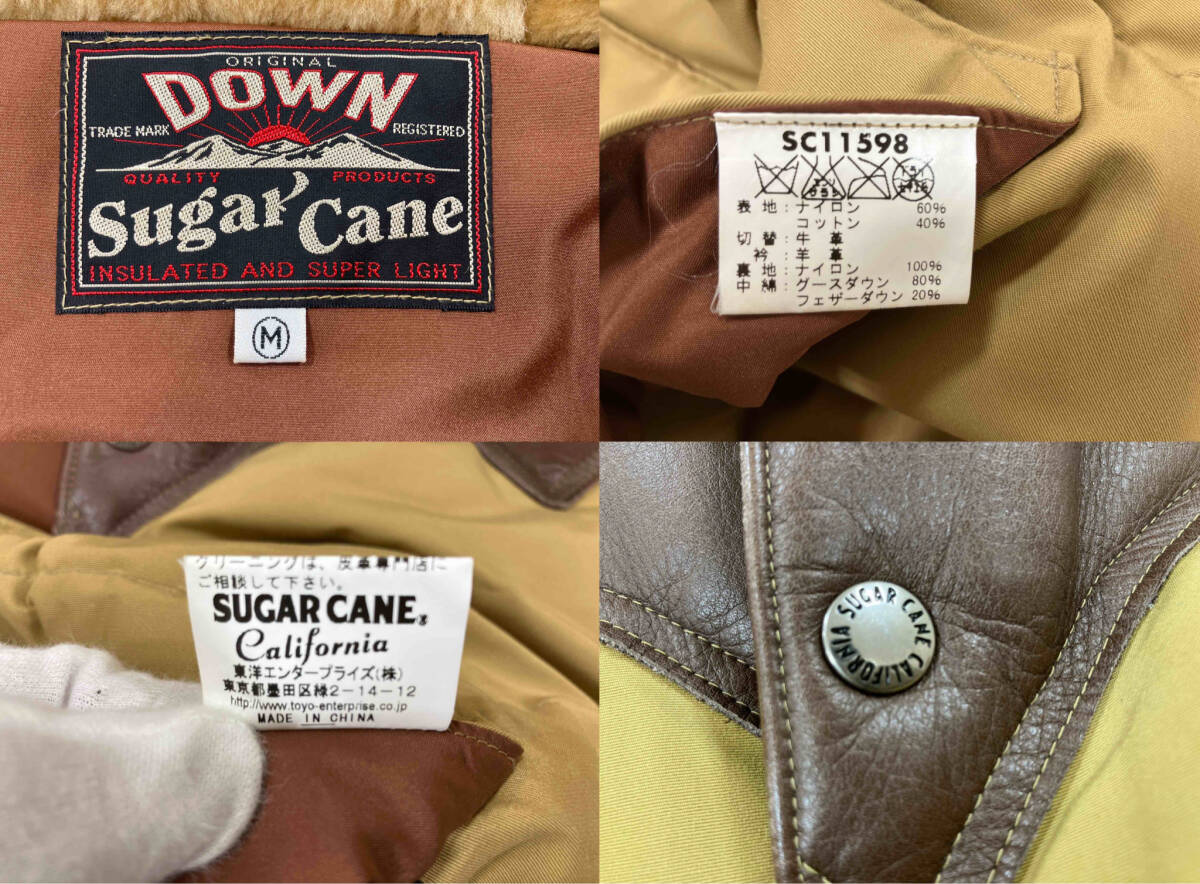 ORIGINAL
DOWN
TRADE MARK
REGISTERED
QUALITY PRODUCTS
Sugar Cane
INSULATED AND SUPER LIGHT
M
SC11598
表地:ナイロン 60%
コットン 40%
切替:牛革
衿:羊革
裏地:ナイロン 100%
中綿:グースダウン 80%
フェザーダウン 20%
クリーニングは、皮革専門店に
ご相談して下さい。
SUGAR CANE®
California
東洋エンタープライズ(株)
東京都墨田区緑2-14-12
http://www.toyo-enterprise.co.jp
MADE IN CHINA
SUGAR CANE CALIFORNIA